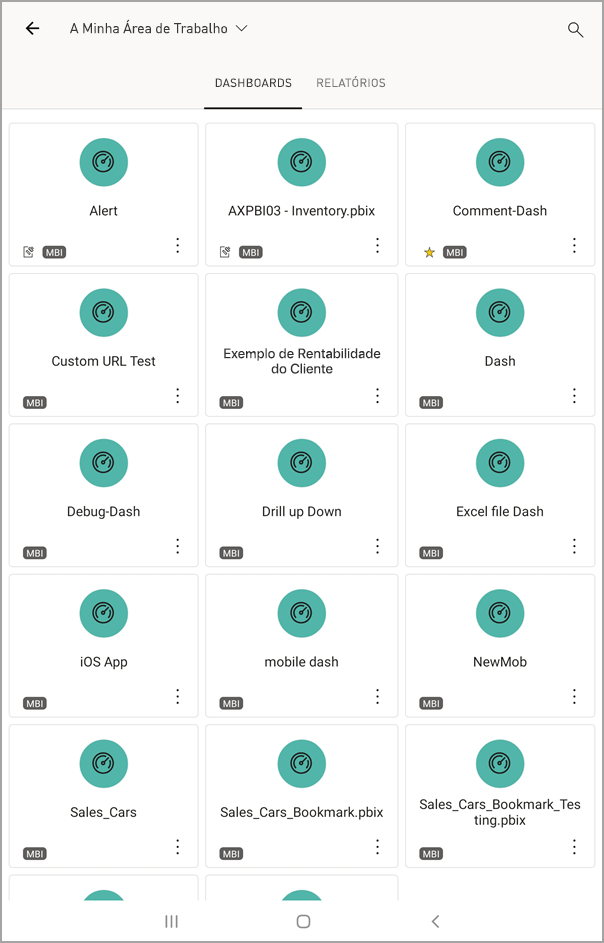 A Minha Área de Trabalho
DASHBOARDS RELATÓRIOS
Alert
MBI
AXPBI03 - Inventory.pbix
MBI
Comment-Dash
MBI
Custom URL Test
MBI
Exemplo de Rentabilidade
do Cliente
MBI
Dash
MBI
Debug-Dash
MBI
Drill up Down
MBI
Excel file Dash
MBI
iOS App
MBI
mobile dash
MBI
NewMob
MBI
Sales_Cars
MBI
Sales_Cars_Bookmark.pbix
MBI
Sales_Cars_Bookmark_Tes
ting.pbix
MBI